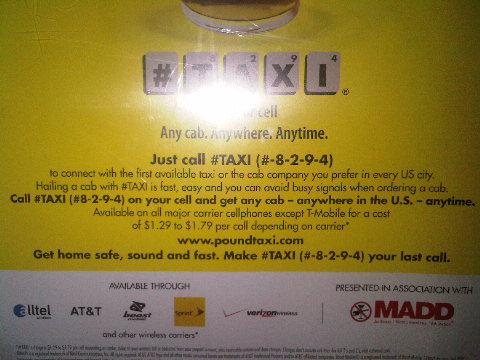 #TAXI®
cell
Any cab. Anywhere. Anytime.
Just call #TAXI (#-8-2-9-4)
to connect with the first available taxi or the cab company you prefer in every US city.
Hailing a cab with #TAXI is fast, easy and you can avoid busy signals when ordering a cab.
Call #TAXI (#8-2-9-4) on your cell and get any cab – anywhere in the U.S. – anytime.
Available on all major carrier cellphones except T-Mobile for a cost
of $1.29 to $1.79 per call depending on carrier*
www.poundtaxi.com
Get home safe, sound and fast. Make #TAXI (#-8-2-9-4) your last call.
AVAILABLE THROUGH
PRESENTED IN ASSOCIATION WITH
alltel AT&T boost Sprint verizonwireless MADD
and other wireless carriers*